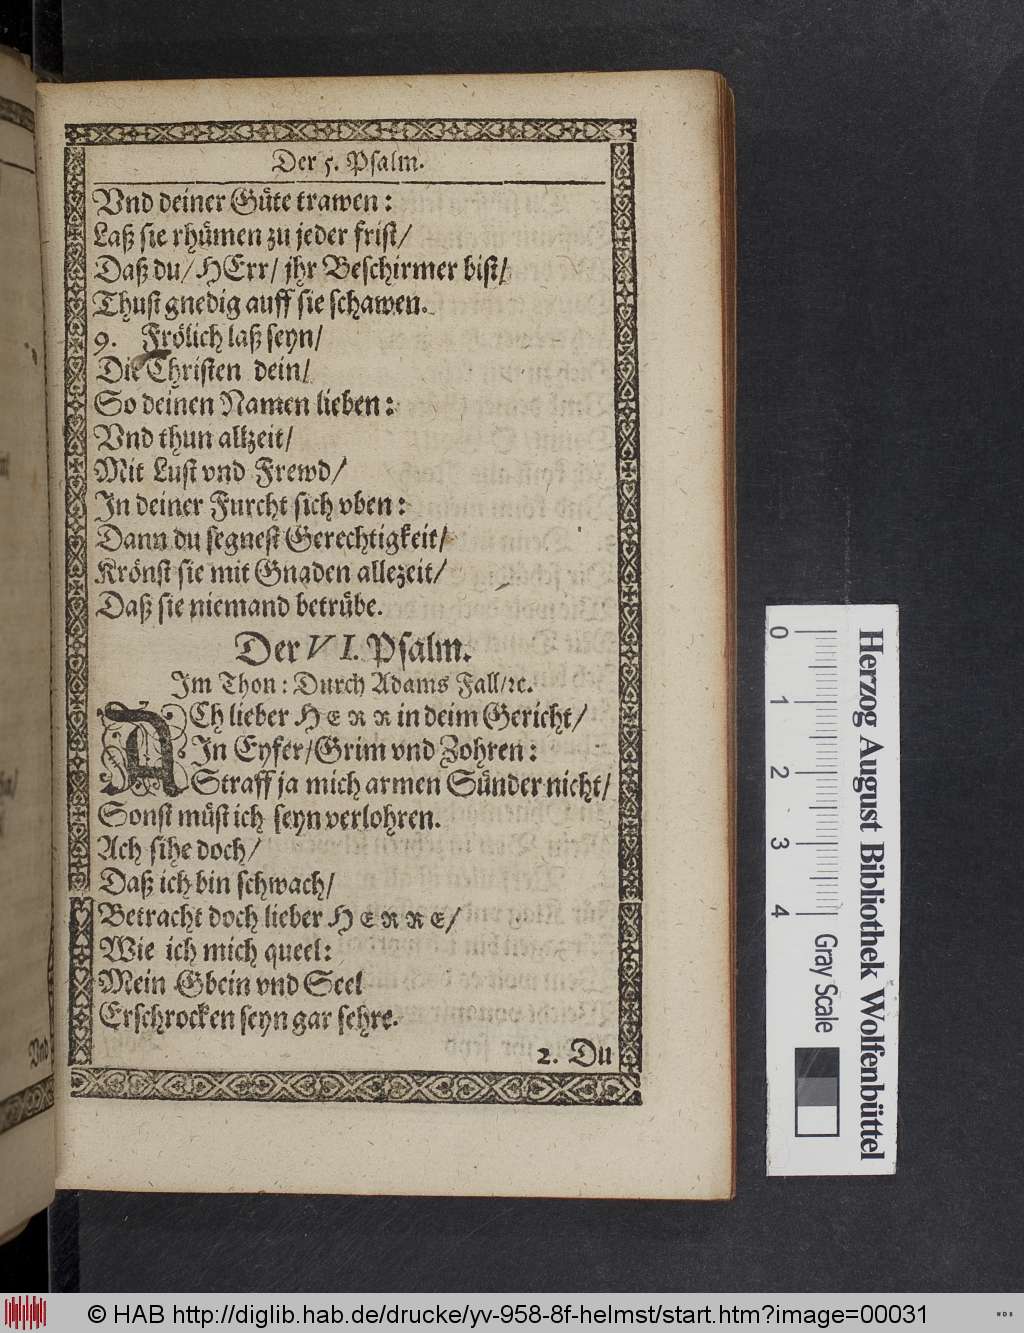 Der 5. Psalm.
Vnd deiner Güte trawen:
Laß sie rhümen zu jeder frist/
Daß du/ HErr/ jhr Beschirmer bist/
Thust gnedig auff sie schawen.
9. Frölich laß seyn/
Die Christen dein/
So deinen Namen lieben:
Vnd thun allzeit/
Mit Lust vnd Frewd/
In deiner Furcht sich vben:
Dann du segnest Gerechtigkeit/
Krönst sie mit Gnaden allezeit/
Daß sie niemand betrübe.
Der VI. Psalm.
Im Thon: Durch Adams Fall/ꝛc.
ACh lieber HERR in deim Gericht/
In Eyfer/Grim vnd Zohren:
Straff ja mich armen Sünder nicht/
Sonst müst ich seyn verlohren.
Ach sihe doch/
Daß ich bin schwach/
Betracht doch lieber HERRE/
Wie ich mich queel:
Mein Gbein vnd Seel
Erschrocken seyn gar sehre.
2. Du
Vnd
0 1 2 3 4 Gray Scale
Herzog August Bibliothek Wolfenbüttel
© HAB http://diglib.hab.de/drucke/yv-958-8f-helmst/start.htm?image=00031